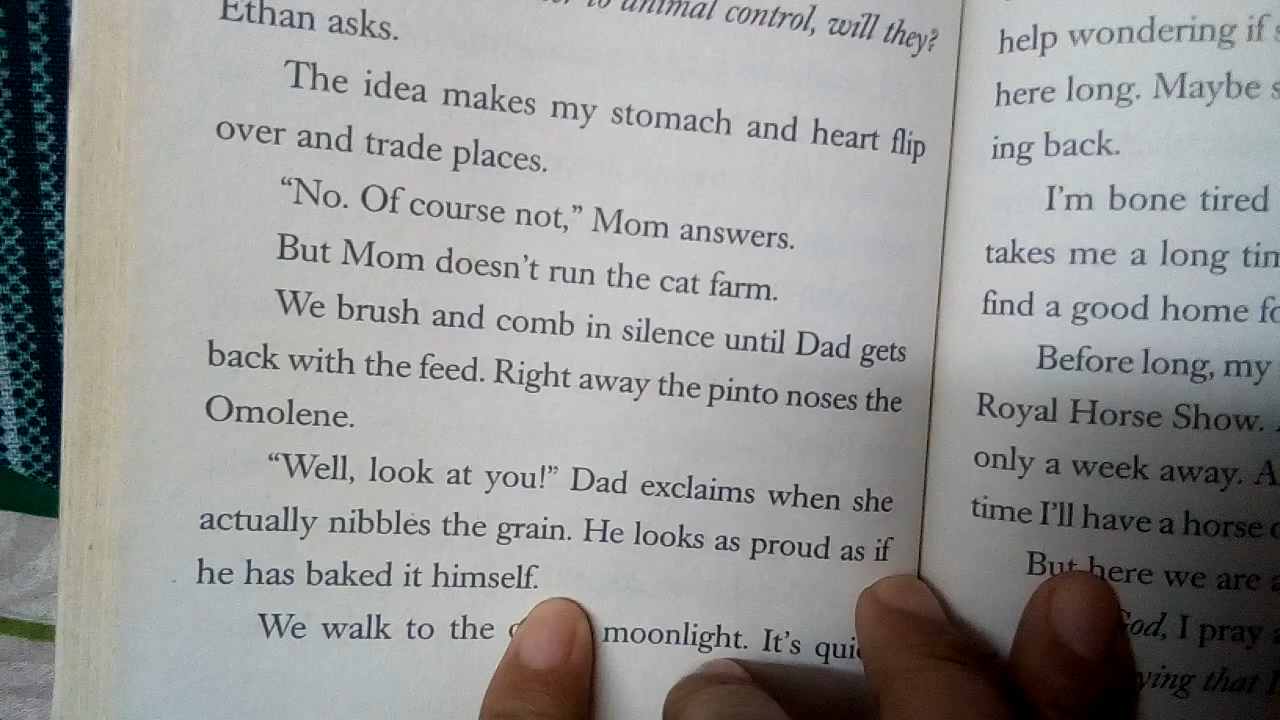 to animal control, will they?
Ethan asks.
The idea makes my stomach and heart flip
over and trade places.
“No. Of course not,” Mom answers.
But Mom doesn’t run the cat farm.
We brush and comb in silence until Dad gets
back with the feed. Right away the pinto noses the
Omolene.
“Well, look at you!” Dad exclaims when she
actually nibbles the grain. He looks as proud as if
he has baked it himself.
We walk to the moonlight. It’s
help wondering if
here long. Maybe
ing back.
I’m bone tired
takes me a long
find a good home
Before long, my
Royal Horse Show.
only a week away.
time I’ll have a horse
But here we are
I pray
that